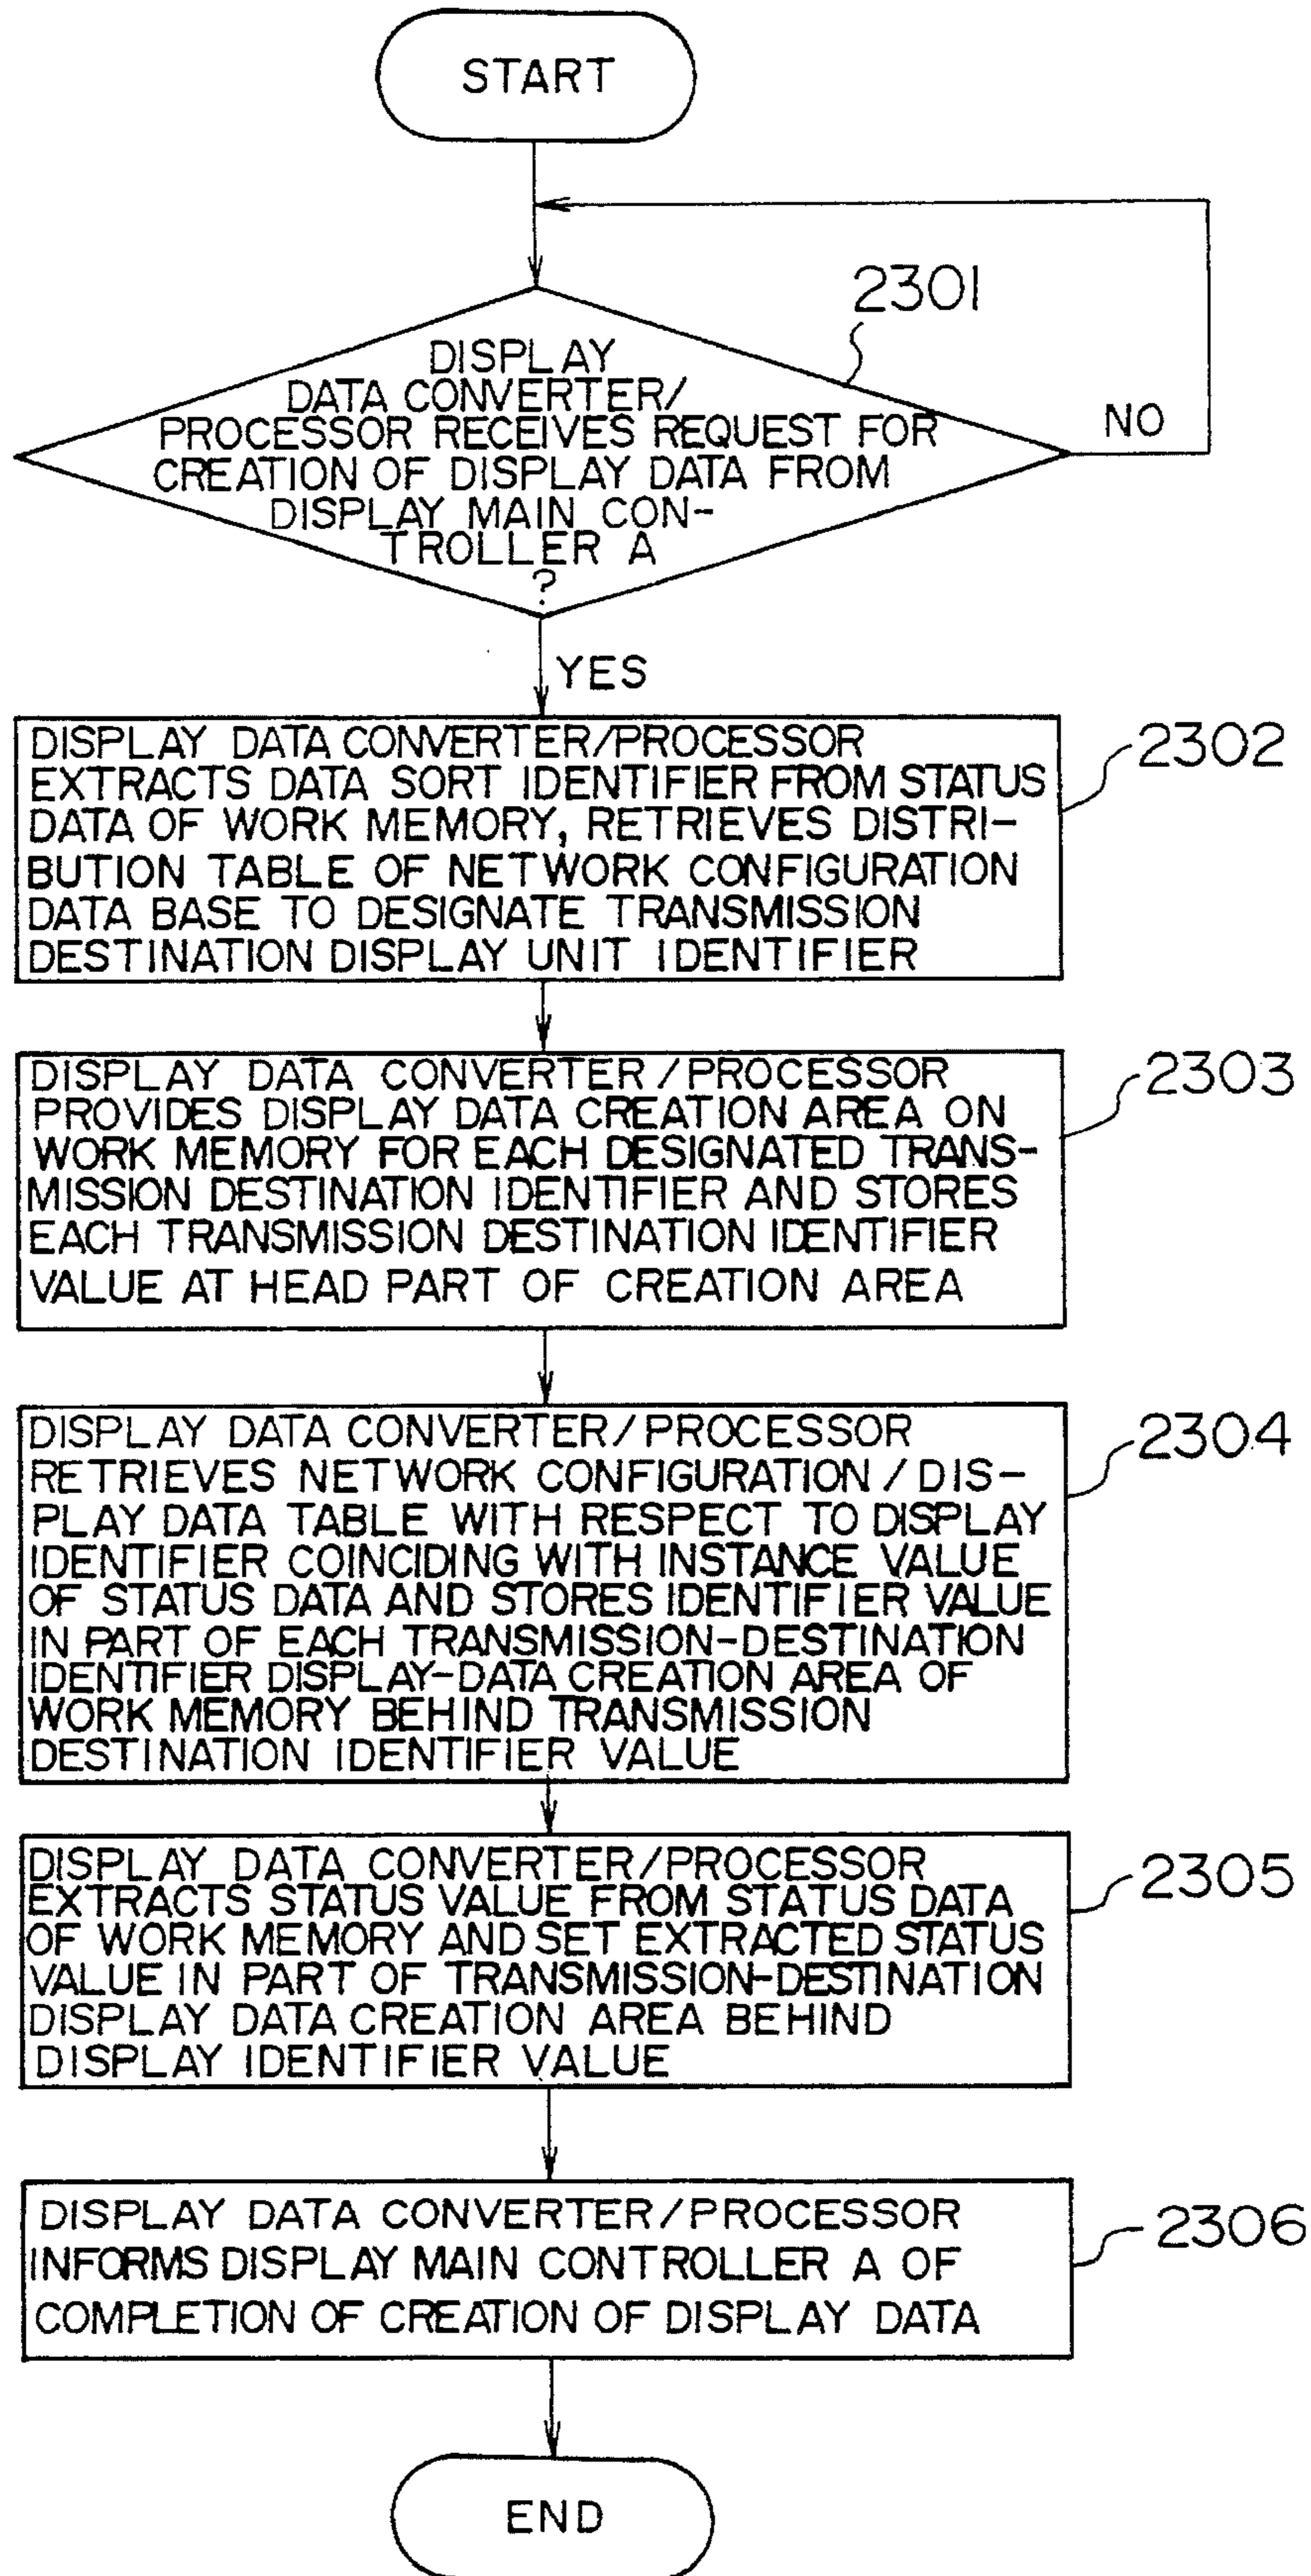 START
2301
DISPLAY
DATA CONVERTER/
PROCESSOR RECEIVES REQUEST FOR
CREATION OF DISPLAY DATA FROM
DISPLAY MAIN CON-
TROLLER A
?
NO
YES
2302
DISPLAY DATA CONVERTER/PROCESSOR
EXTRACTS DATA SORT IDENTIFIER FROM STATUS
DATA OF WORK MEMORY, RETRIEVES DISTRI-
BUTION TABLE OF NETWORK CONFIGURATION
DATA BASE TO DESIGNATE TRANSMISSION
DESTINATION DISPLAY UNIT IDENTIFIER
2303
DISPLAY DATA CONVERTER/PROCESSOR
PROVIDES DISPLAY DATA CREATION AREA ON
WORK MEMORY FOR EACH DESIGNATED TRANS-
MISSION DESTINATION IDENTIFIER AND STORES
EACH TRANSMISSION DESTINATION IDENTIFIER
VALUE AT HEAD PART OF CREATION AREA
2304
DISPLAY DATA CONVERTER/PROCESSOR
RETRIEVES NETWORK CONFIGURATION/DIS-
PLAY DATA TABLE WITH RESPECT TO DISPLAY
IDENTIFIER COINCIDING WITH INSTANCE VALUE
OF STATUS DATA AND STORES IDENTIFIER VALUE
IN PART OF EACH TRANSMISSION-DESTINATION
IDENTIFIER DISPLAY-DATA CREATION AREA OF
WORK MEMORY BEHIND TRANSMISSION
DESTINATION IDENTIFIER VALUE
2305
DISPLAY DATA CONVERTER/PROCESSOR
EXTRACTS STATUS VALUE FROM STATUS DATA
OF WORK MEMORY AND SET EXTRACTED STATUS
VALUE IN PART OF TRANSMISSION-DESTINATION
DISPLAY DATA CREATION AREA BEHIND
DISPLAY IDENTIFIER VALUE
2306
DISPLAY DATA CONVERTER/PROCESSOR
INFORMS DISPLAY MAIN CONTROLLER A OF
COMPLETION OF CREATION OF DISPLAY DATA
END